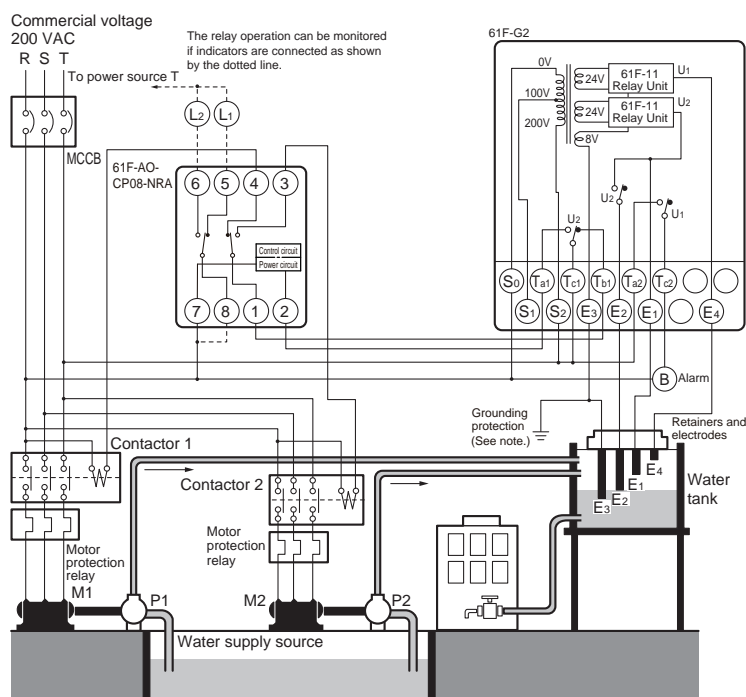 Commercial voltage
200 VAC
R S T
To power source T
The relay operation can be monitored
if indicators are connected as shown
by the dotted line.
L2 L1
MCCB
61F-AO-
CP08-NRA
6 5 4 3
Control circuit
Power circuit
7 8 1 2
61F-G2
0V
100V
200V
24V
61F-11
Relay Unit
U1
24V
61F-11
Relay Unit
U2
8V
U2
U1
U2
S0 Ta1 Tc1 Tb1 Ta2 Tc2
S1 S2 E3 E2 E1 E4
B Alarm
Grounding
protection
(See note.)
Retainers and
electrodes
Contactor 1
Contactor 2
E4
E1
E2
E3
Water
tank
Motor
protection
relay
Motor
protection
relay
M1 P1 M2 P2
Water supply source